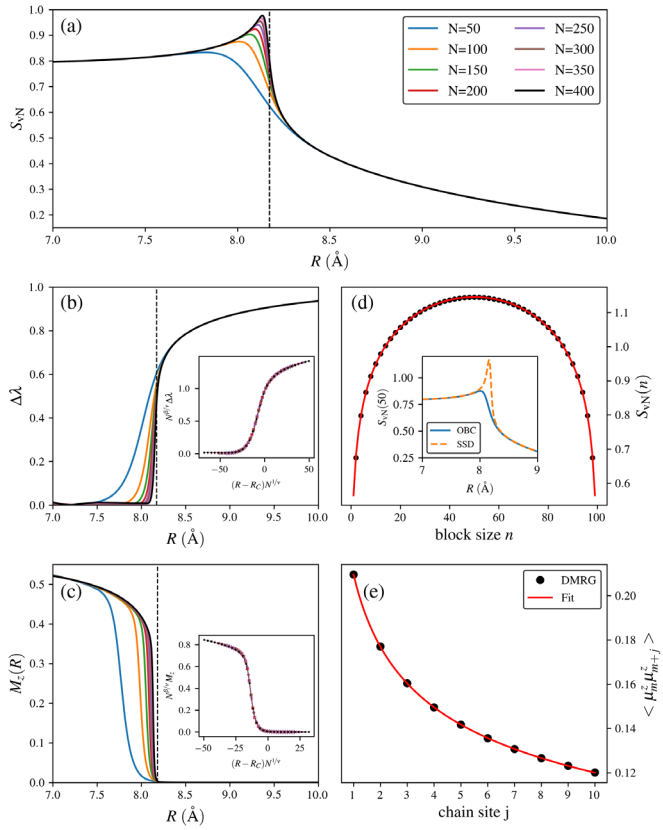 (a)
N=50
N=100
N=150
N=200
N=250
N=300
N=350
N=400
S_vN
1.0
0.9
0.8
0.7
0.6
0.5
0.4
0.3
0.2
7.0 7.5 8.0 8.5 9.0 9.5 10.0
R (Å)
(b)
Δλ
1.0
0.8
0.6
0.4
0.2
0.0
7.0 7.5 8.0 8.5 9.0 9.5 10.0
R (Å)
N^{β/ν}Δλ
1.5
1.0
0.5
0.0
−50 0 50
(R−R_C)N^{1/ν}
(d)
S_vN(n)
1.1
1.0
0.9
0.8
0.7
0.6
0 20 40 60 80 100
block size n
S_vN(50)
1.00
0.75
0.50
0.25
OBC
SSD
7 8 9
R (Å)
(c)
M_z(R)
0.5
0.4
0.3
0.2
0.1
0.0
7.0 7.5 8.0 8.5 9.0 9.5 10.0
R (Å)
N^{β/ν}M_z
0.8
0.6
0.4
0.2
0.0
−50 −25 0 25
(R−R_C)N^{1/ν}
(e)
DMRG
Fit
< μ^z_m μ^z_{m+j} >
0.20
0.18
0.16
0.14
0.12
1 2 3 4 5 6 7 8 9 10
chain site j